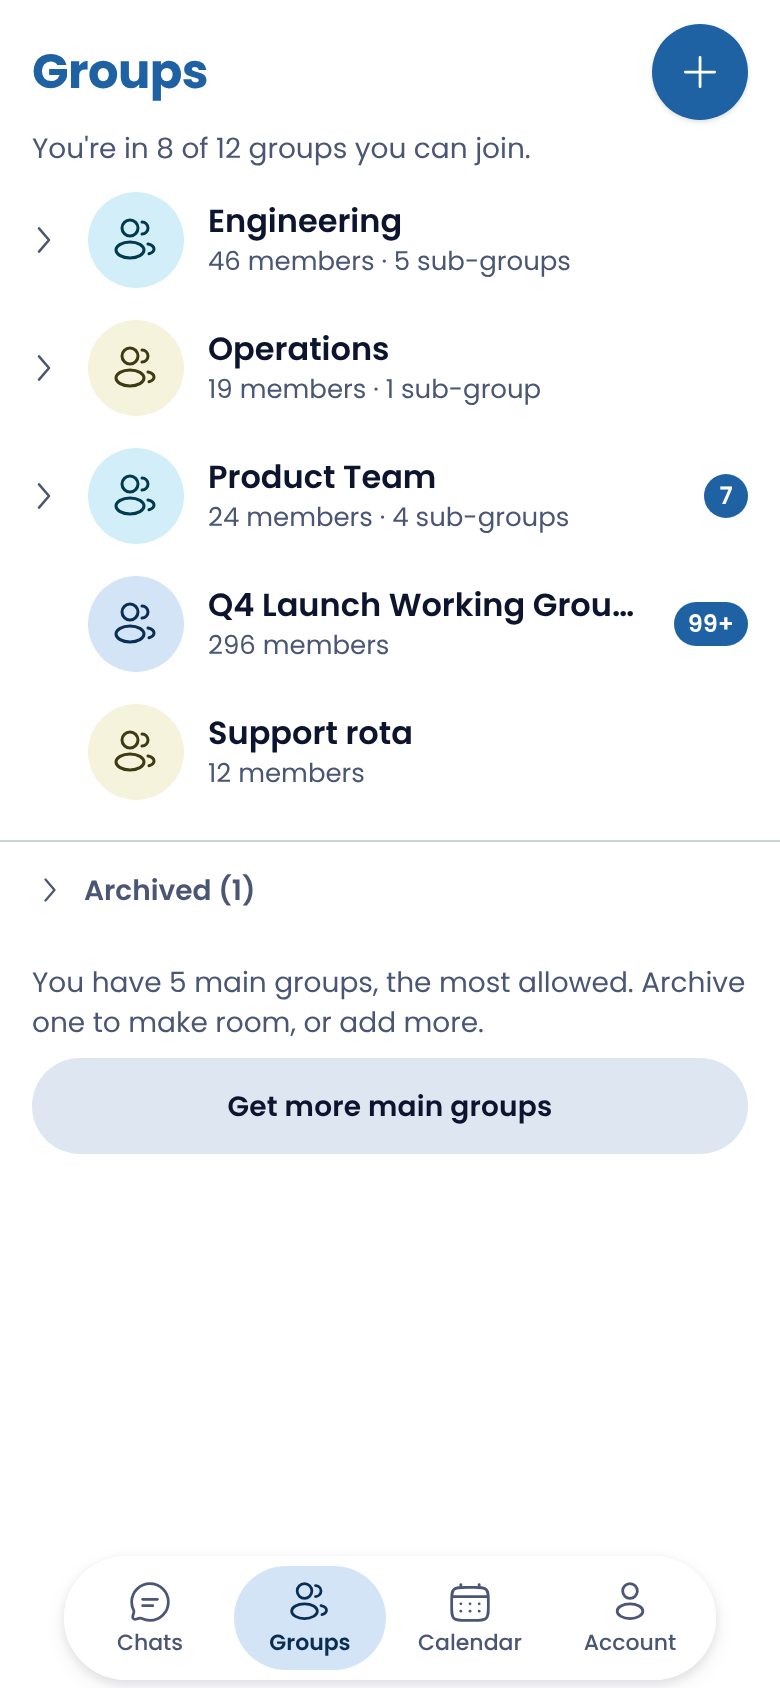 Groups
You're in 8 of 12 groups you can join.
Engineering
46 members · 5 sub-groups
Operations
19 members · 1 sub-group
Product Team
24 members · 4 sub-groups
7
Q4 Launch Working Grou...
296 members
99+
Support rota
12 members
Archived (1)
You have 5 main groups, the most allowed. Archive
one to make room, or add more.
Get more main groups
Chats
Groups
Calendar
Account